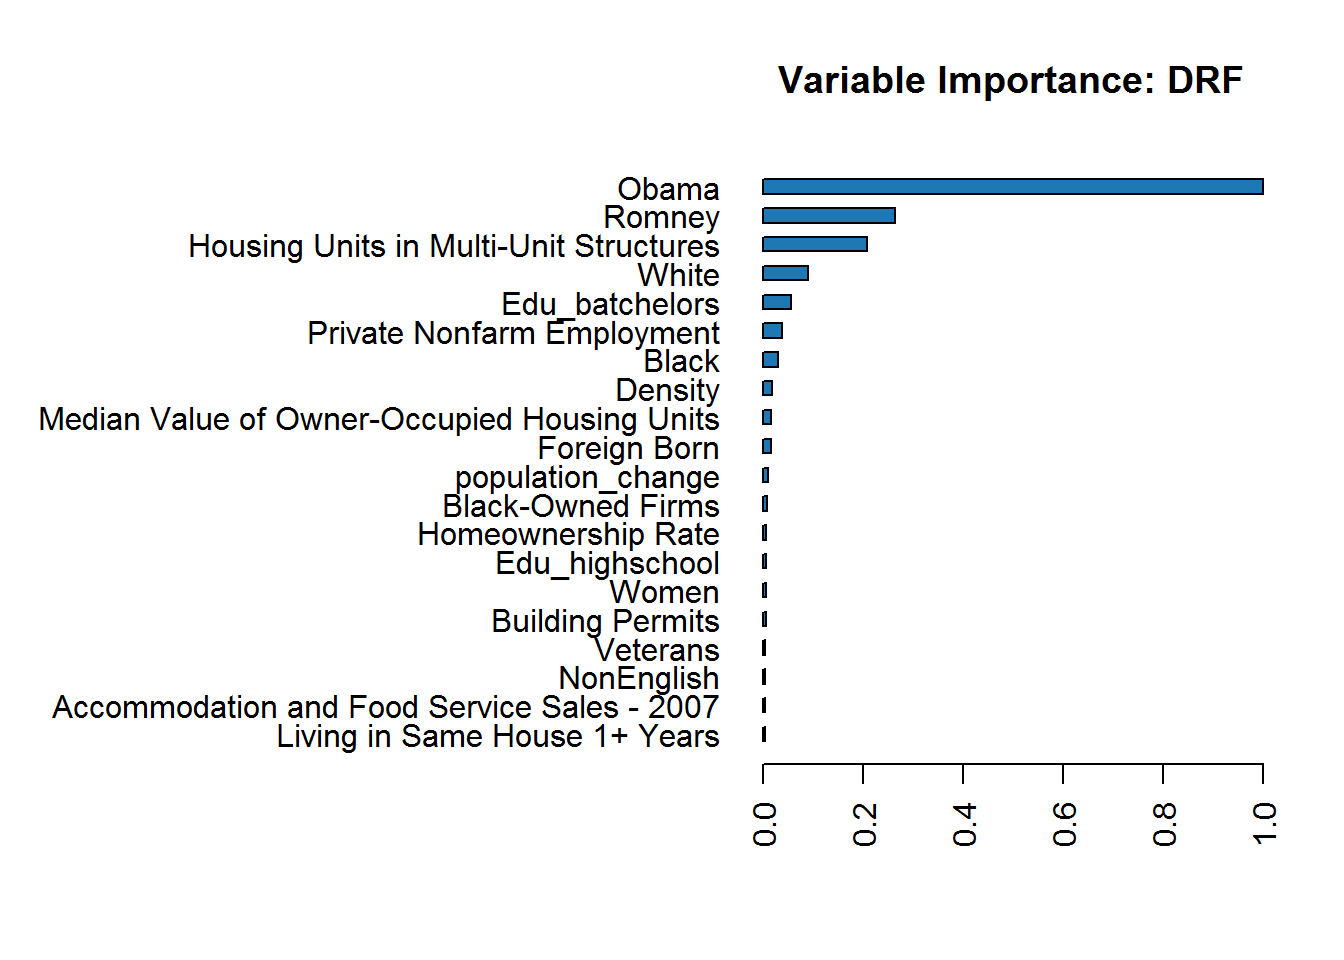 Variable Importance: DRF
Obama
Romney
Housing Units in Multi-Unit Structures
White
Edu_batchelors
Private Nonfarm Employment
Black
Density
Median Value of Owner-Occupied Housing Units
Foreign Born
population_change
Black-Owned Firms
Homeownership Rate
Edu_highschool
Women
Building Permits
Veterans
NonEnglish
Accommodation and Food Service Sales - 2007
Living in Same House 1+ Years
0.0
0.2
0.4
0.6
0.8
1.0